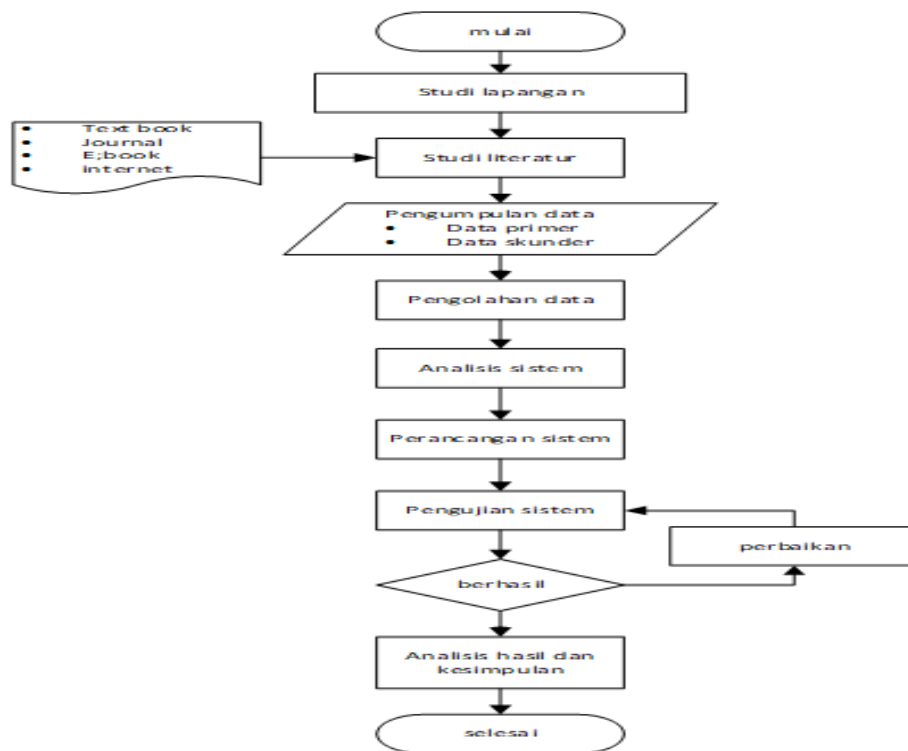 mulai
Studi lapangan
• Text book
• Journal
• E;book
• internet
Studi literatur
Pengumpulan data
• Data primer
• Data skunder
Pengolahan data
Analisis sistem
Perancangan sistem
Pengujian sistem
perbaikan
berhasil
Analisis hasil dan
kesimpulan
selesai